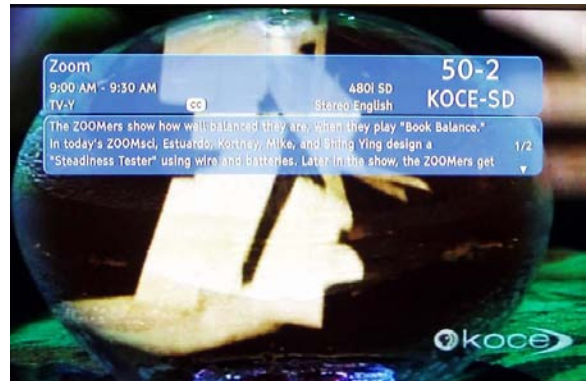 Zoom
50-2
9:00 AM - 9:30 AM
480i SD
KOCE-SD
TV-Y
CC
Stereo English
The ZOOMers show how well balanced they are, when they play "Book Balance."
In today's ZOOMsci, Estuardo, Kortney, Mike, and Shing Ying design a
1/2
"Steadiness Tester" using wire and batteries. Later in the show, the ZOOMers get
koce